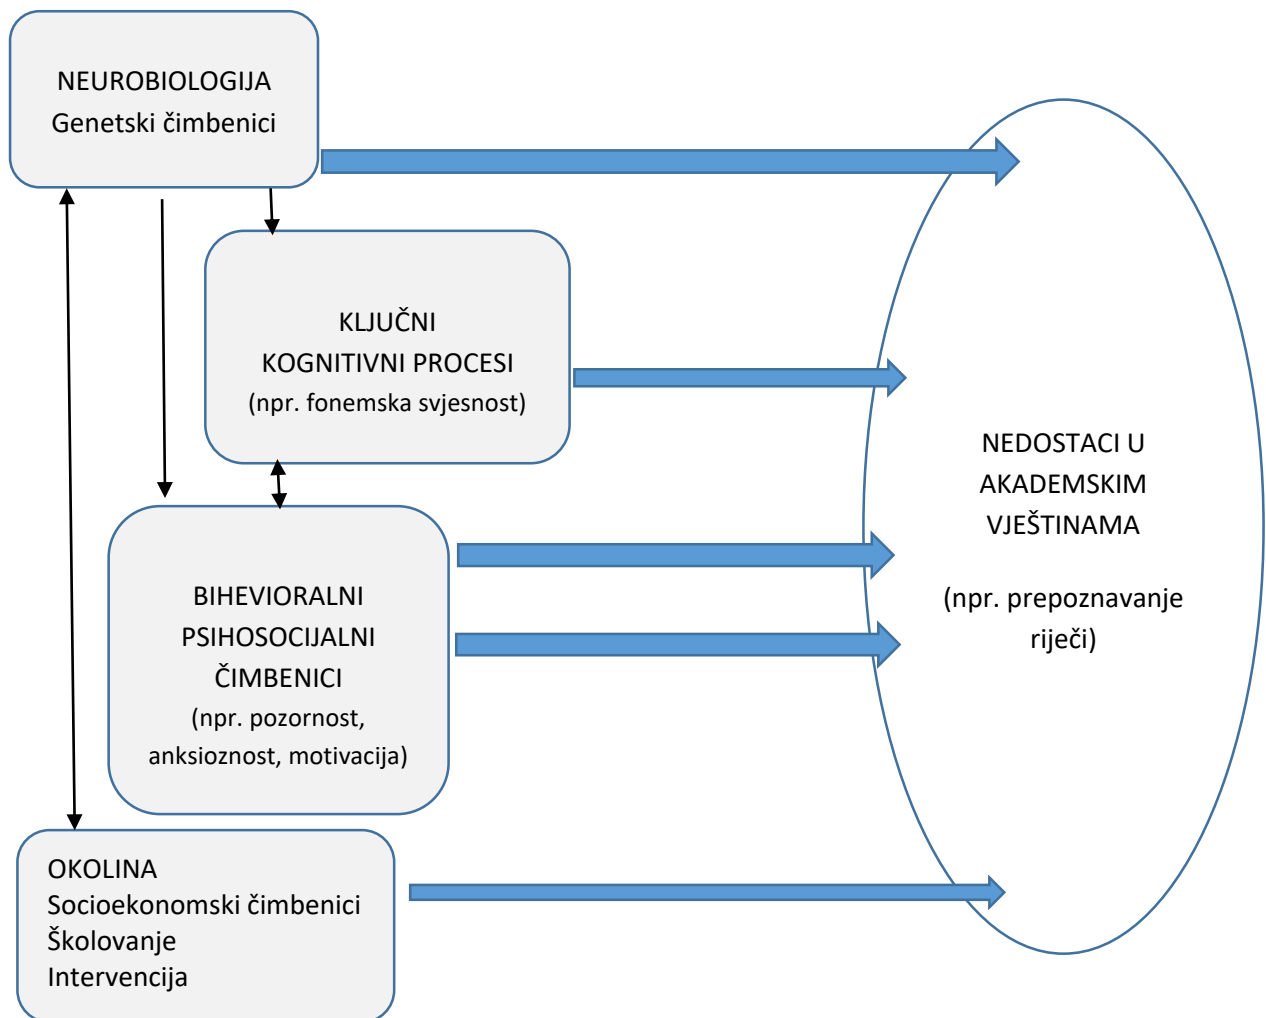 NEUROBIOLOGIJA
Genetski čimbenici
KLJUČNI
KOGNITIVNI PROCESI
(npr. fonemska svjesnost)
NEDOSTACI U
AKADEMSKIM
VJEŠTINAMA
(npr. prepoznavanje
riječi)
BIHEVIORALNI
PSIHOSOCIJALNI
ČIMBENICI
(npr. pozornost,
anksioznost, motivacija)
OKOLINA
Socioekonomski čimbenici
Školovanje
Intervencija